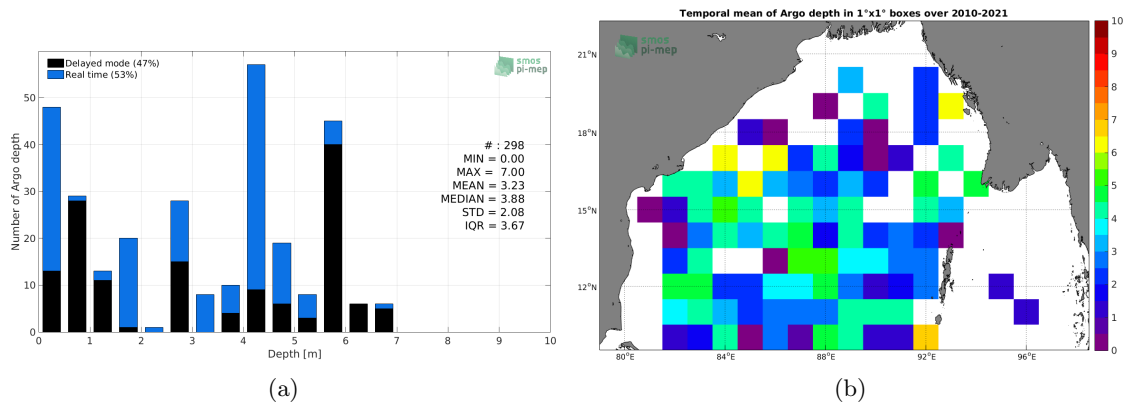 Delayed mode (47%)
Real time (53%)
smos
pi-mep
50
40
30
20
10
0
Number of Argo depth
# : 298
MIN = 0.00
MAX = 7.00
MEAN = 3.23
MEDIAN = 3.88
STD = 2.08
IQR = 3.67
0 1 2 3 4 5 6 7 8 9 10
Depth [m]
(a)
Temporal mean of Argo depth in 1°x1° boxes over 2010-2021
smos
pi-mep
21°N
18°N
15°N
12°N
80°E 84°E 88°E 92°E 96°E
10
9
8
7
6
5
4
3
2
1
0
(b)